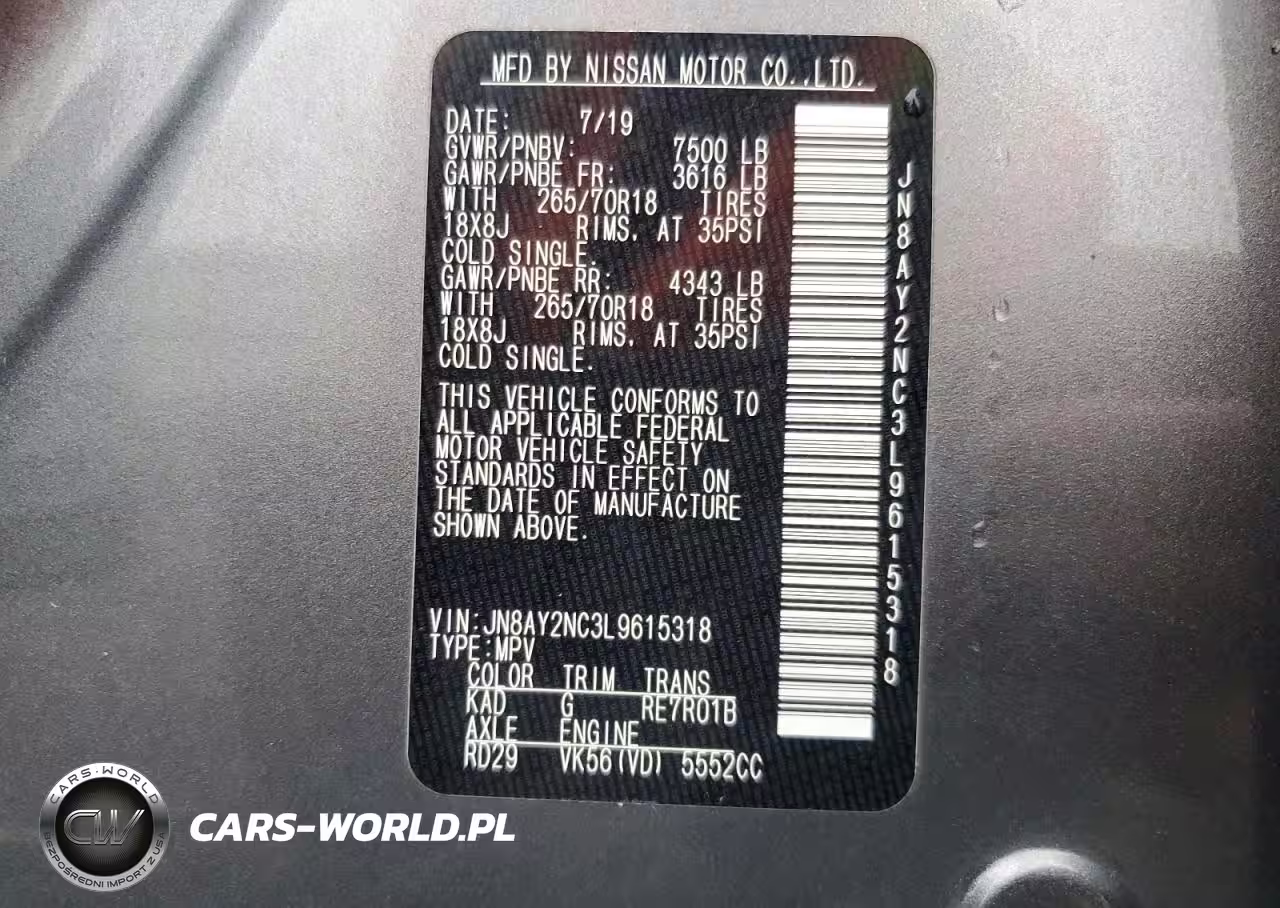 MFD BY NISSAN MOTOR CO.,LTD.
DATE: 7/19
GVWR/PNBV: 7500 LB
GAWR/PNBE FR: 3616 LB
WITH 265/70R18 TIRES
18X8J RIMS. AT 35PSI
COLD SINGLE.
GAWR/PNBE RR: 4343 LB
WITH 265/70R18 TIRES
18X8J RIMS. AT 35PSI
COLD SINGLE.
THIS VEHICLE CONFORMS TO
ALL APPLICABLE FEDERAL
MOTOR VEHICLE SAFETY
STANDARDS IN EFFECT ON
THE DATE OF MANUFACTURE
SHOWN ABOVE.
VIN:JN8AY2NC3L9615318
TYPE:MPV
COLOR TRIM TRANS
KAD G RE7R01B
AXLE ENGINE
RD29 VK56(VD) 5552CC
JN8AY2NC3L9615318
CARS-WORLD
CW
BEZPOŚREDNI IMPORT Z USA
CARS-WORLD.PL